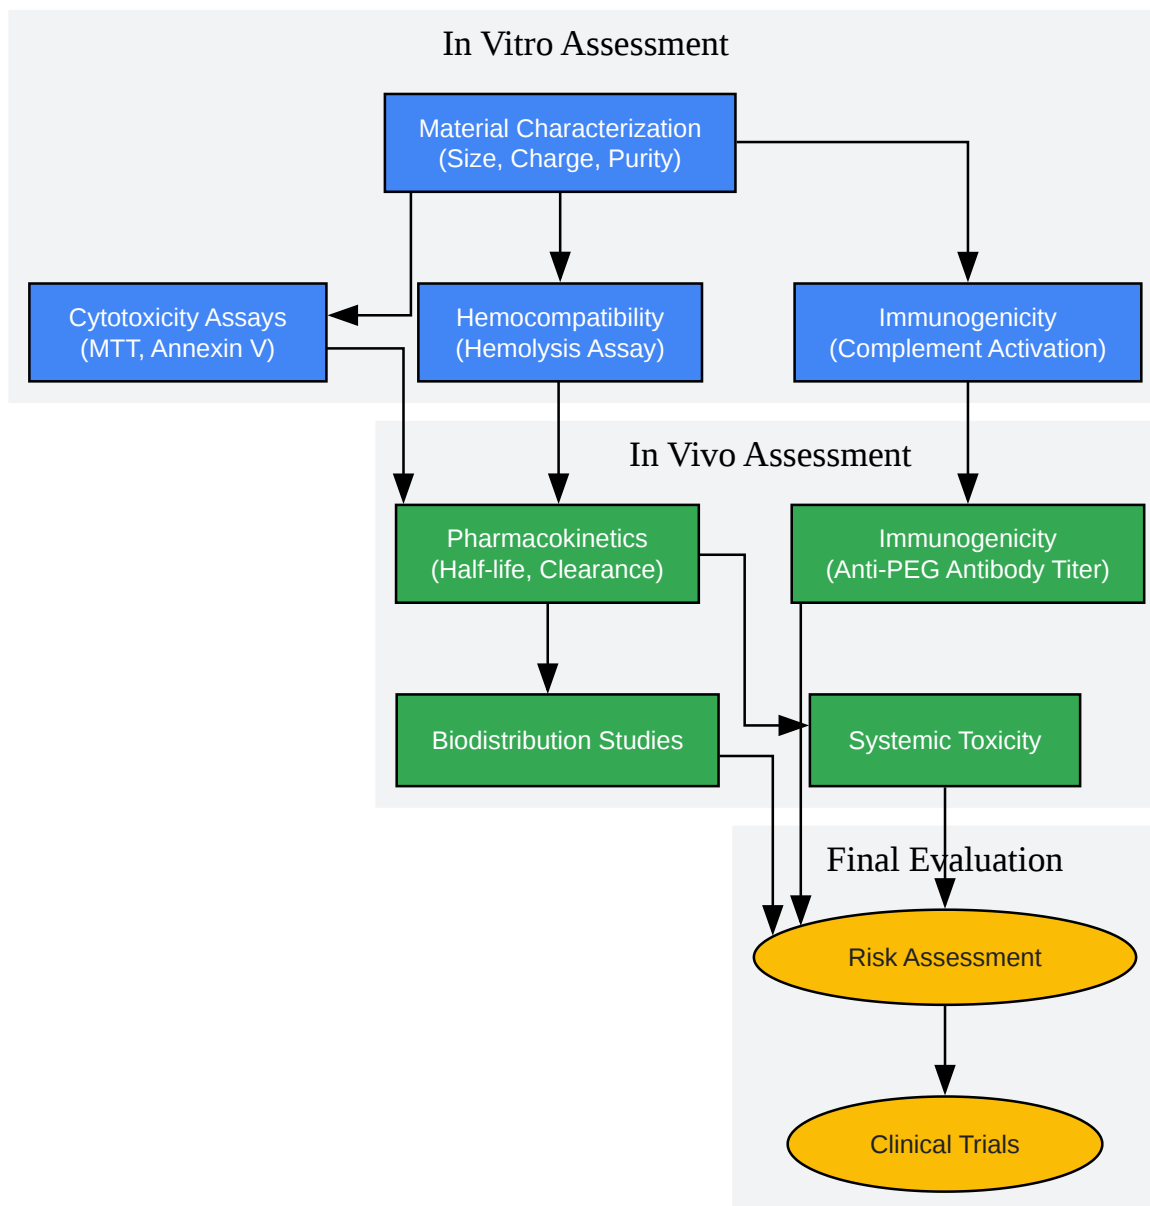 In Vitro Assessment
Material Characterization
(Size, Charge, Purity)
Cytotoxicity Assays
(MTT, Annexin V)
Hemocompatibility
(Hemolysis Assay)
Immunogenicity
(Complement Activation)
In Vivo Assessment
Pharmacokinetics
(Half-life, Clearance)
Immunogenicity
(Anti-PEG Antibody Titer)
Biodistribution Studies
Systemic Toxicity
Final Evaluation
Risk Assessment
Clinical Trials